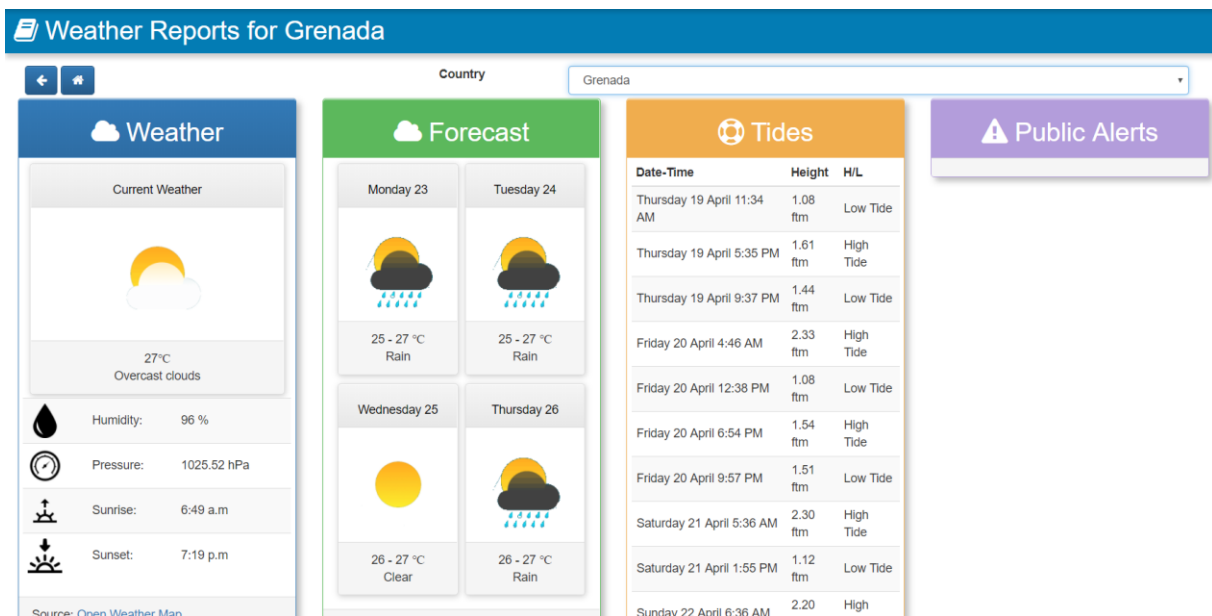 Weather Reports for Grenada
Country
Grenada
Weather
Current Weather
27°C
Overcast clouds
Humidity: 96 %
Pressure: 1025.52 hPa
Sunrise: 6:49 a.m
Sunset: 7:19 p.m
Source: Open Weather Map
Forecast
Monday 23
25 - 27 °C
Rain
Tuesday 24
25 - 27 °C
Rain
Wednesday 25
26 - 27 °C
Clear
Thursday 26
26 - 27 °C
Rain
Tides
Date-Time Height H/L
Thursday 19 April 11:34 AM 1.08 ftm Low Tide
Thursday 19 April 5:35 PM 1.61 ftm High Tide
Thursday 19 April 9:37 PM 1.44 ftm Low Tide
Friday 20 April 4:46 AM 2.33 ftm High Tide
Friday 20 April 12:38 PM 1.08 ftm Low Tide
Friday 20 April 6:54 PM 1.54 ftm High Tide
Friday 20 April 9:57 PM 1.51 ftm Low Tide
Saturday 21 April 5:36 AM 2.30 ftm High Tide
Saturday 21 April 1:55 PM 1.12 ftm Low Tide
Sunday 22 April 6:36 AM 2.20 High
Public Alerts